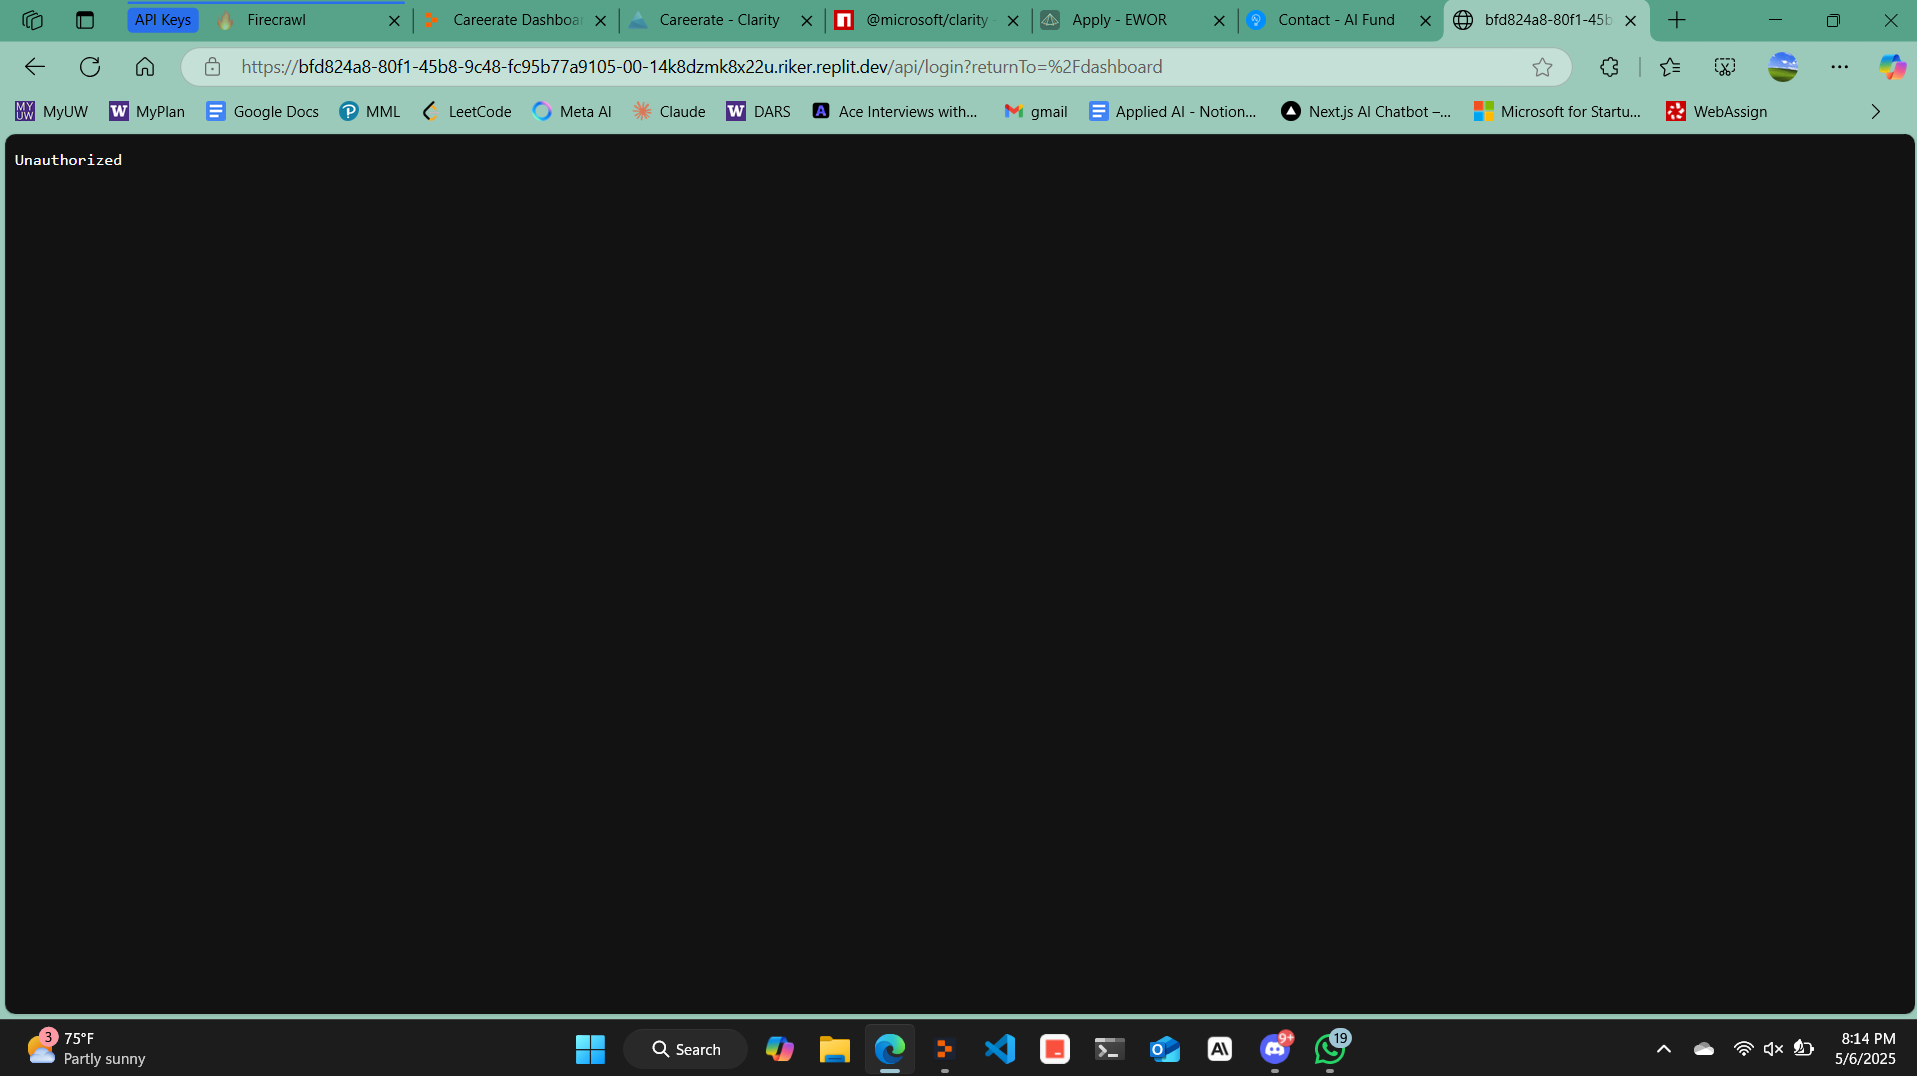 API Keys Firecrawl Careerate Dashboa Careerate - Clarity @microsoft/clarity - Apply - EWOR Contact - AI Fund bfd824a8-80f1-45b
https://bfd824a8-80f1-45b8-9c48-fc95b77a9105-00-14k8dzmk8x22u.riker.replit.dev/api/login?returnTo=%2Fdashboard
MY UW MyUW W MyPlan Google Docs MML LeetCode Meta AI Claude W DARS A Ace Interviews with... gmail Applied AI - Notion... Next.js AI Chatbot –... Microsoft for Startu... WebAssign
Unauthorized
3 75°F
Partly sunny
Search
9+ 19
8:14 PM
5/6/2025